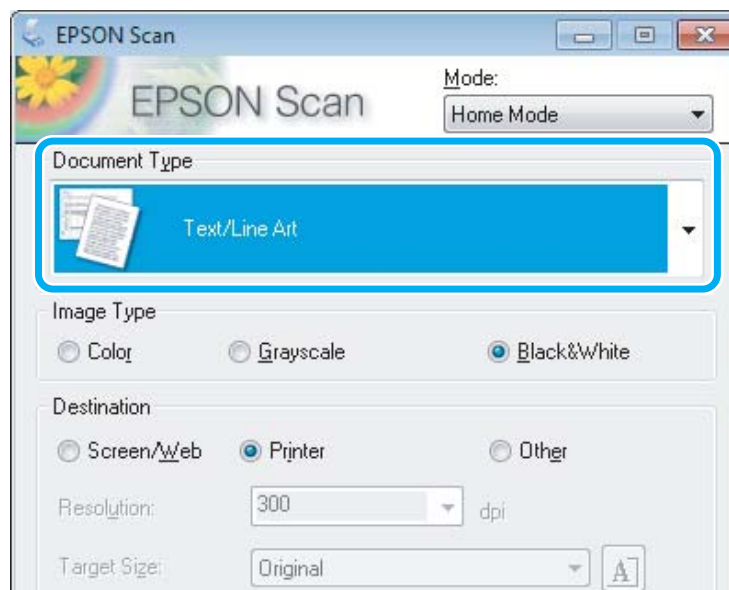 EPSON Scan
EPSON Scan
Mode:
Home Mode
Document Type
Text/Line Art
Image Type
Color Grayscale Black&White
Destination
Screen/Web Printer Other
Resolution: 300 dpi
Target Size: Original A